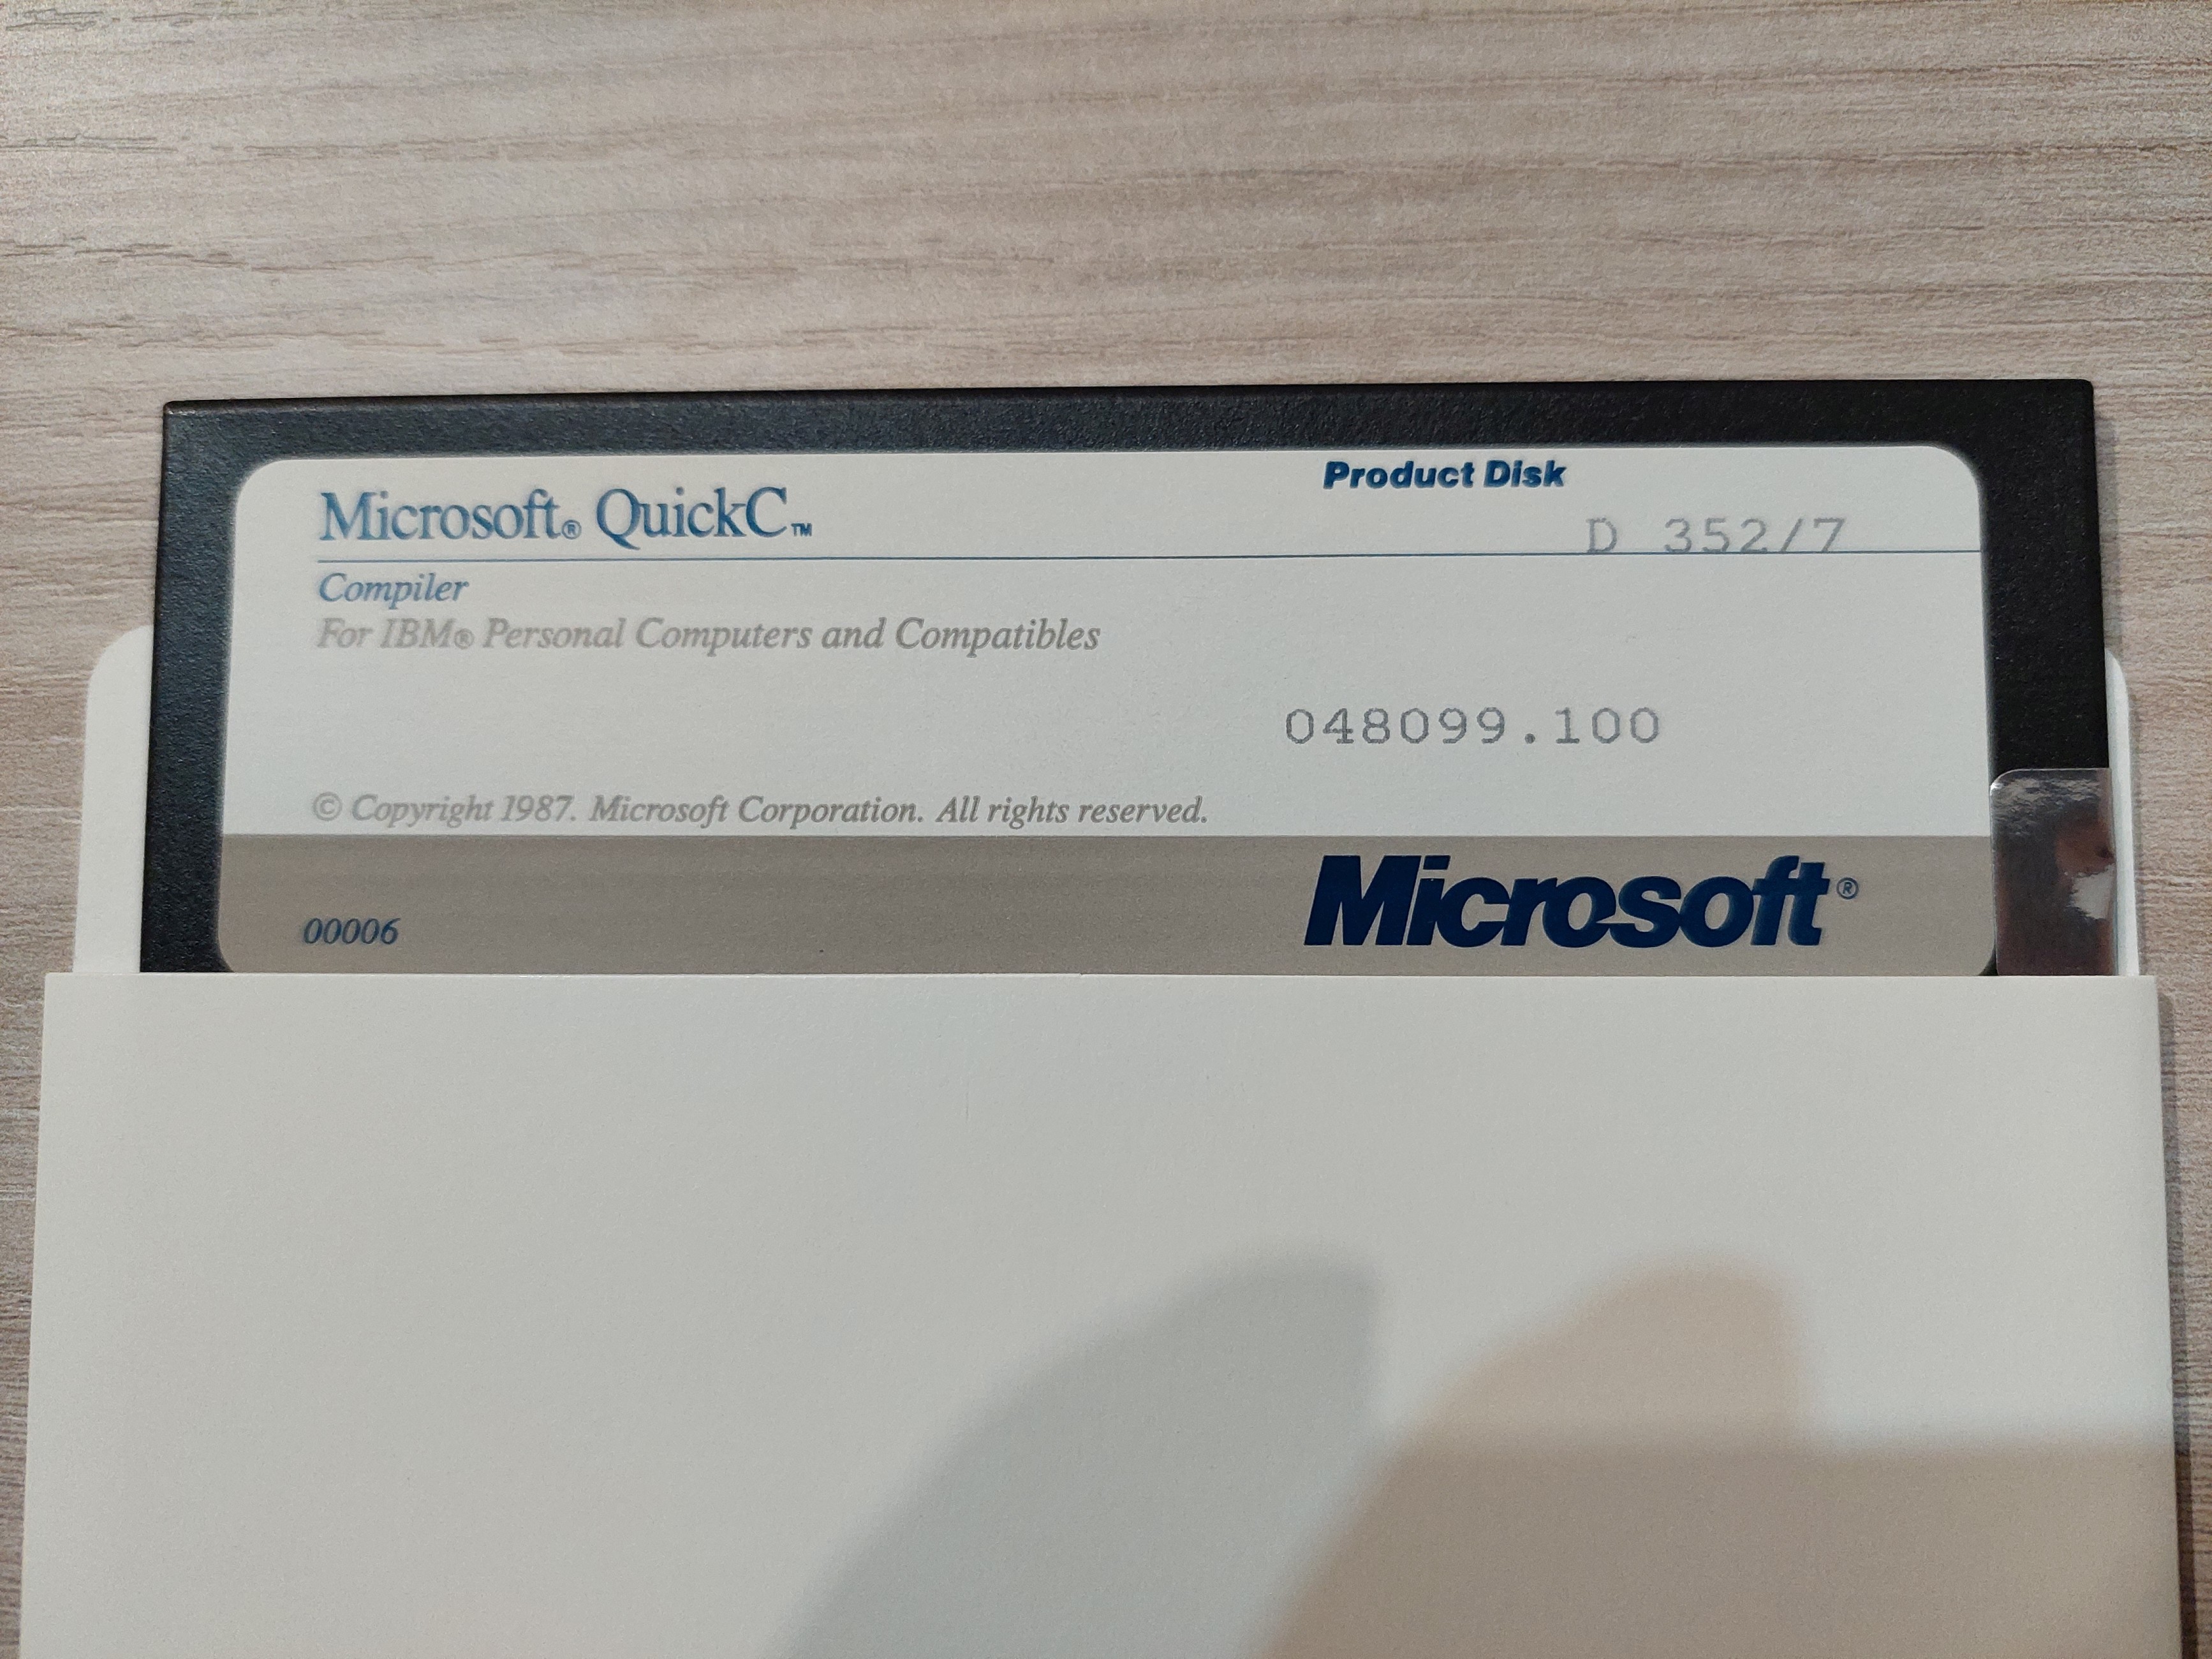 Product Disk
Microsoft® QuickC™
D 352/7
Compiler
For IBM® Personal Computers and Compatibles
048099.100
© Copyright 1987. Microsoft Corporation. All rights reserved.
Microsoft®
00006